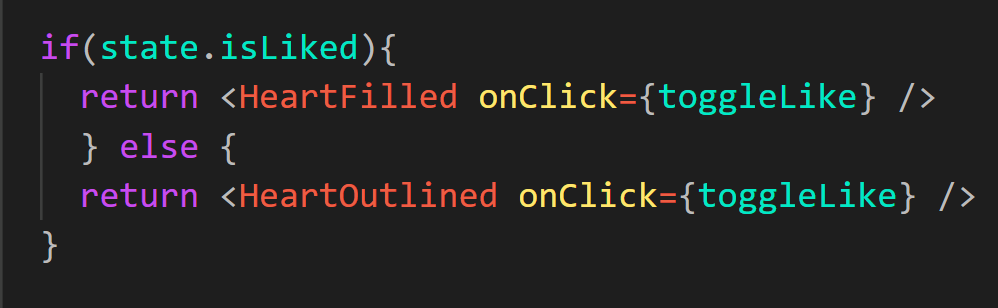 if(state.isLiked){
  return <HeartFilled onClick={toggleLike} />
  } else {
  return <HeartOutlined onClick={toggleLike} />
}